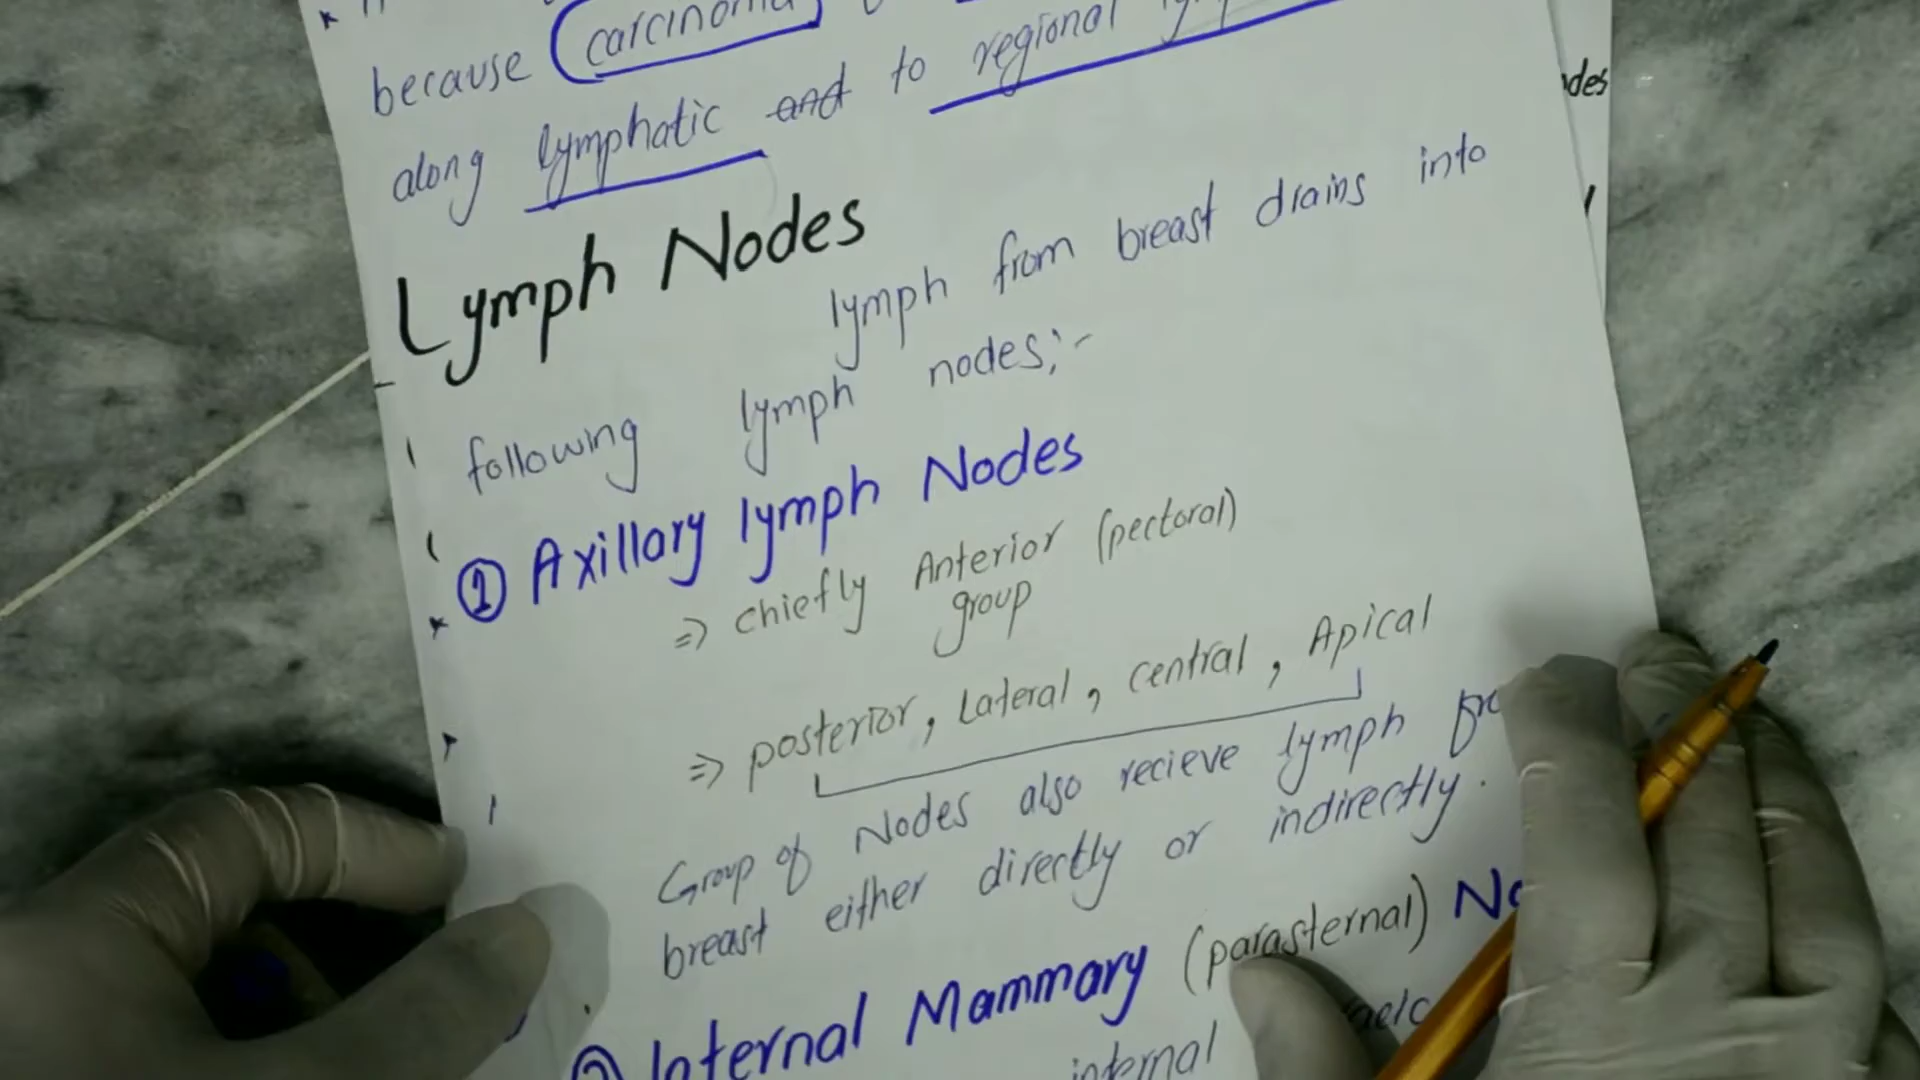 because carcinoma
along lymphatic and to regional
Lymph Nodes
lymph from breast drains into
following lymph nodes;-
① Axillary lymph Nodes
⇒ chiefly Anterior (pectoral)
group
⇒ posterior, Lateral, central, Apical
Group of Nodes also recieve lymph
breast either directly or indirectly.
Internal Mammary (parasternal)
internal